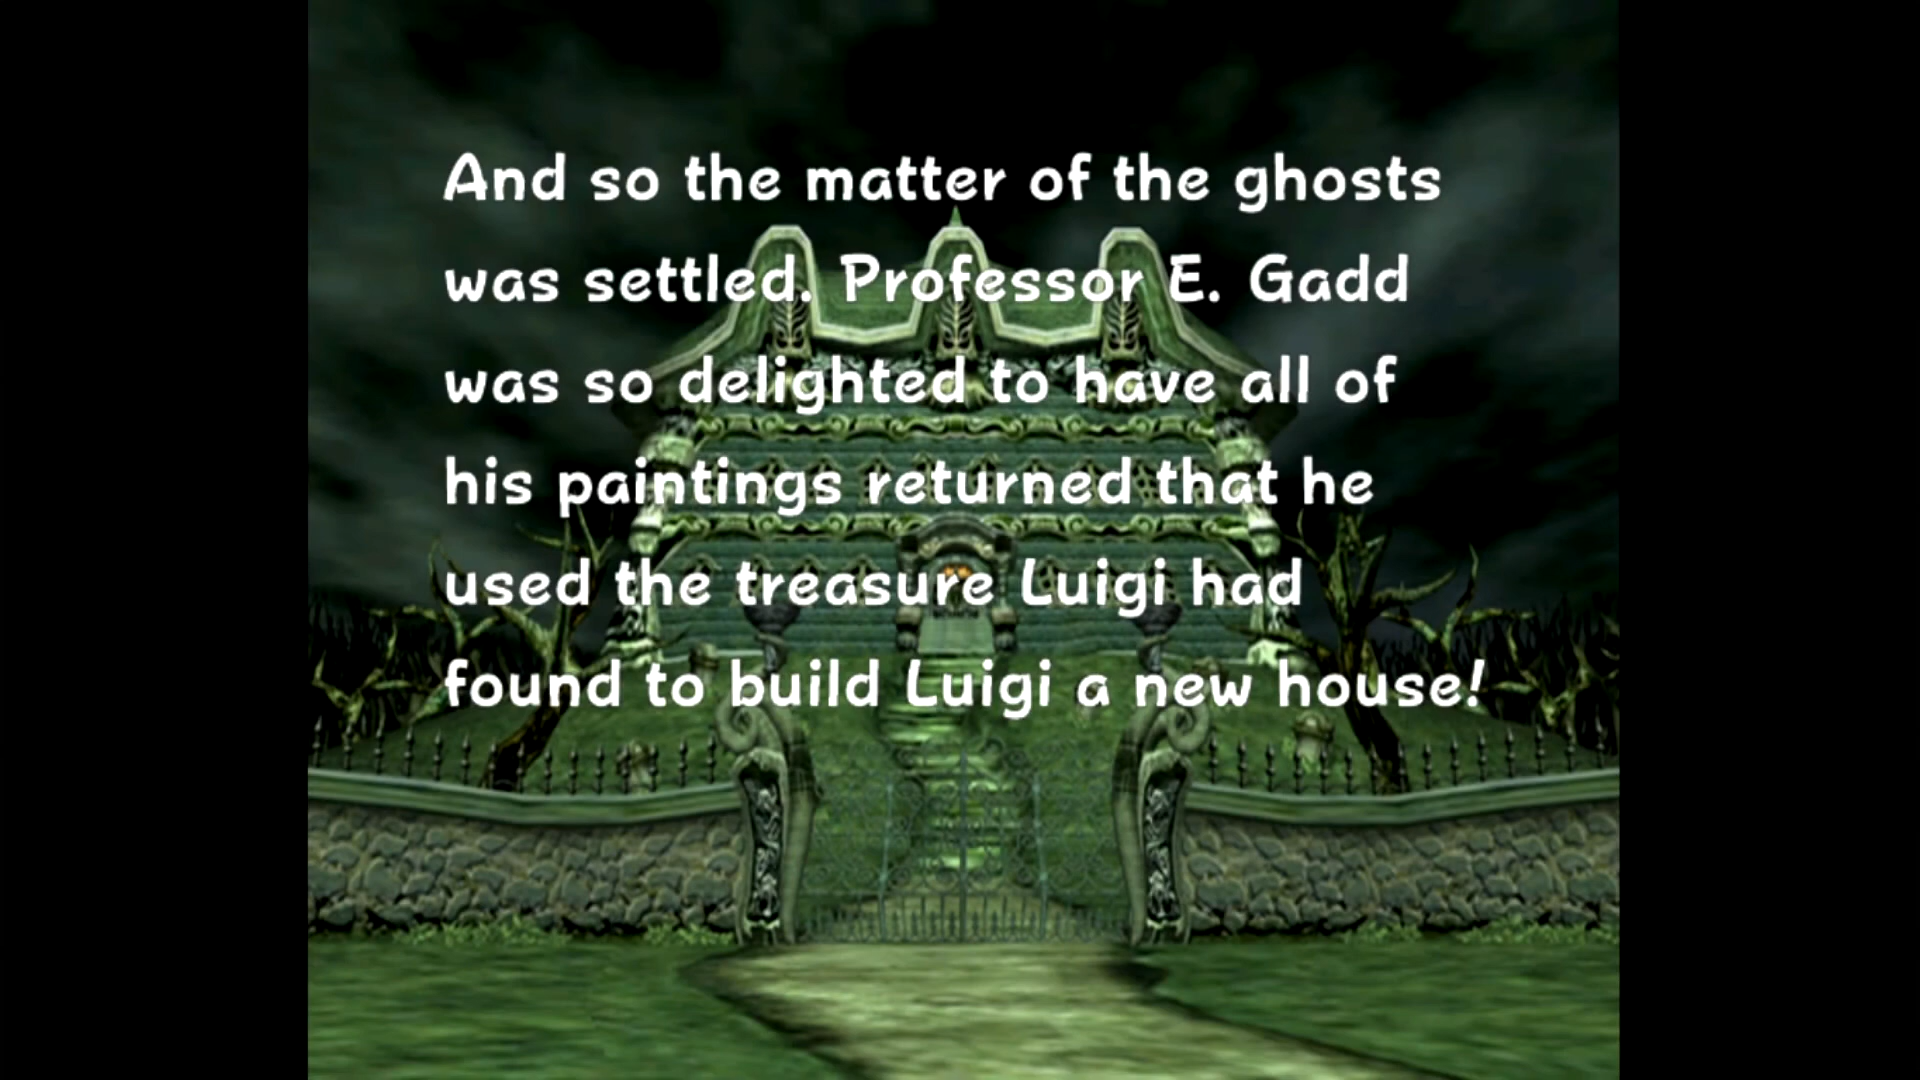 And so the matter of the ghosts
was settled. Professor E. Gadd
was so delighted to have all of
his paintings returned that he
used the treasure Luigi had
found to build Luigi a new house!